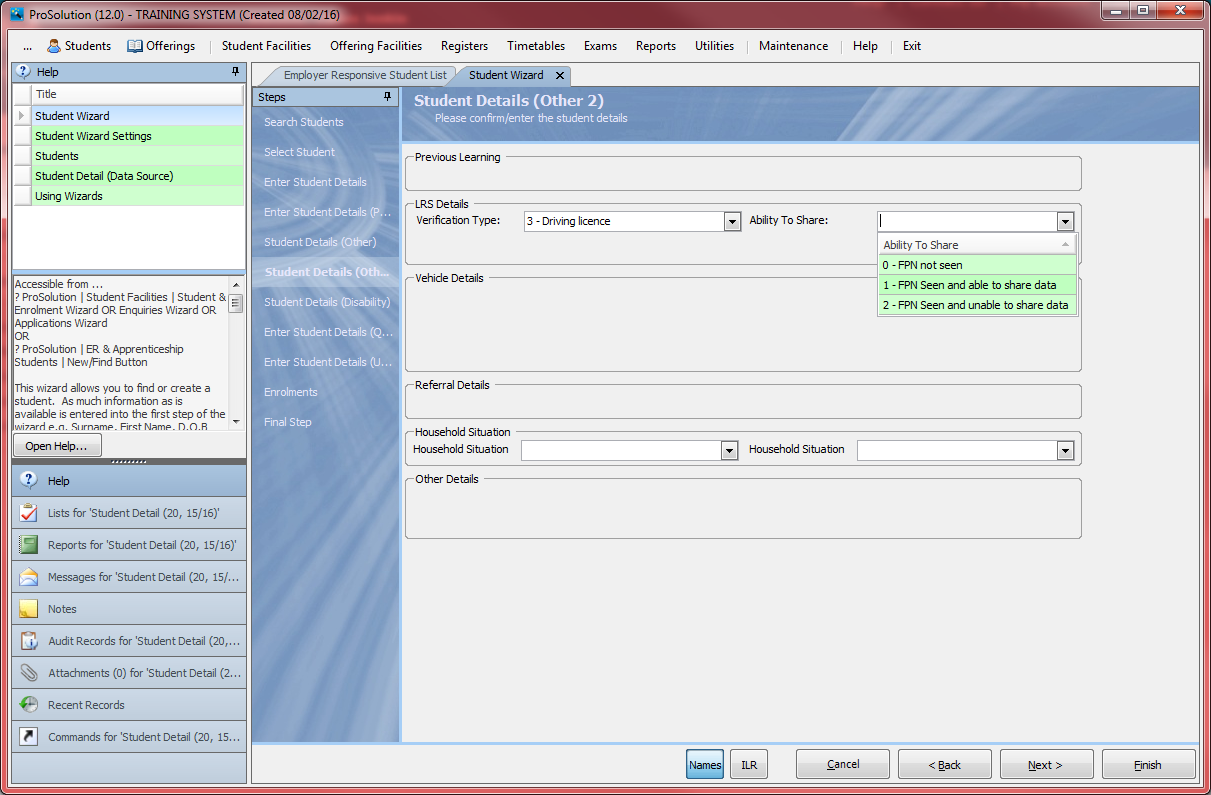 ProSolution (12.0) - TRAINING SYSTEM (Created 08/02/16)
... Students Offerings Student Facilities Offering Facilities Registers Timetables Exams Reports Utilities Maintenance Help Exit
Help
Title
Student Wizard
Student Wizard Settings
Students
Student Detail (Data Source)
Using Wizards
Accessible from ...
? ProSolution | Student Facilities | Student &
Enrolment Wizard OR Enquiries Wizard OR
Applications Wizard
OR
? ProSolution | ER & Apprenticeship
Students | New/Find Button
This wizard allows you to find or create a
student.  As much information as is
available is entered into the first step of the
wizard e.g. Surname, First Name, D.O.B
Open Help...
Help
Lists for 'Student Detail (20, 15/16)'
Reports for 'Student Detail (20, 15/16)'
Messages for 'Student Detail (20, 15/...
Notes
Audit Records for 'Student Detail (20,...
Attachments (0) for 'Student Detail (2...
Recent Records
Commands for 'Student Detail (20, 15...
Employer Responsive Student List Student Wizard
Steps
Search Students
Select Student
Enter Student Details
Enter Student Details (P...
Student Details (Other)
Student Details (Oth...
Student Details (Disability)
Enter Student Details (Q...
Enter Student Details (U...
Enrolments
Final Step
Student Details (Other 2)
Please confirm/enter the student details
Previous Learning
LRS Details
Verification Type: 3 - Driving licence Ability To Share:
Ability To Share
0 - FPN not seen
1 - FPN Seen and able to share data
2 - FPN Seen and unable to share data
Vehicle Details
Referral Details
Household Situation
Household Situation Household Situation
Other Details
Names ILR Cancel < Back Next > Finish